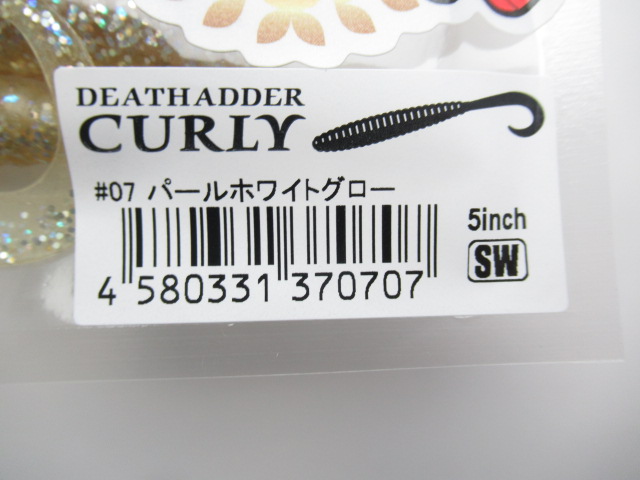 DEATHADDER
CURLY
#07 パールホワイトグロー
5inch
SW
4 580331 370707